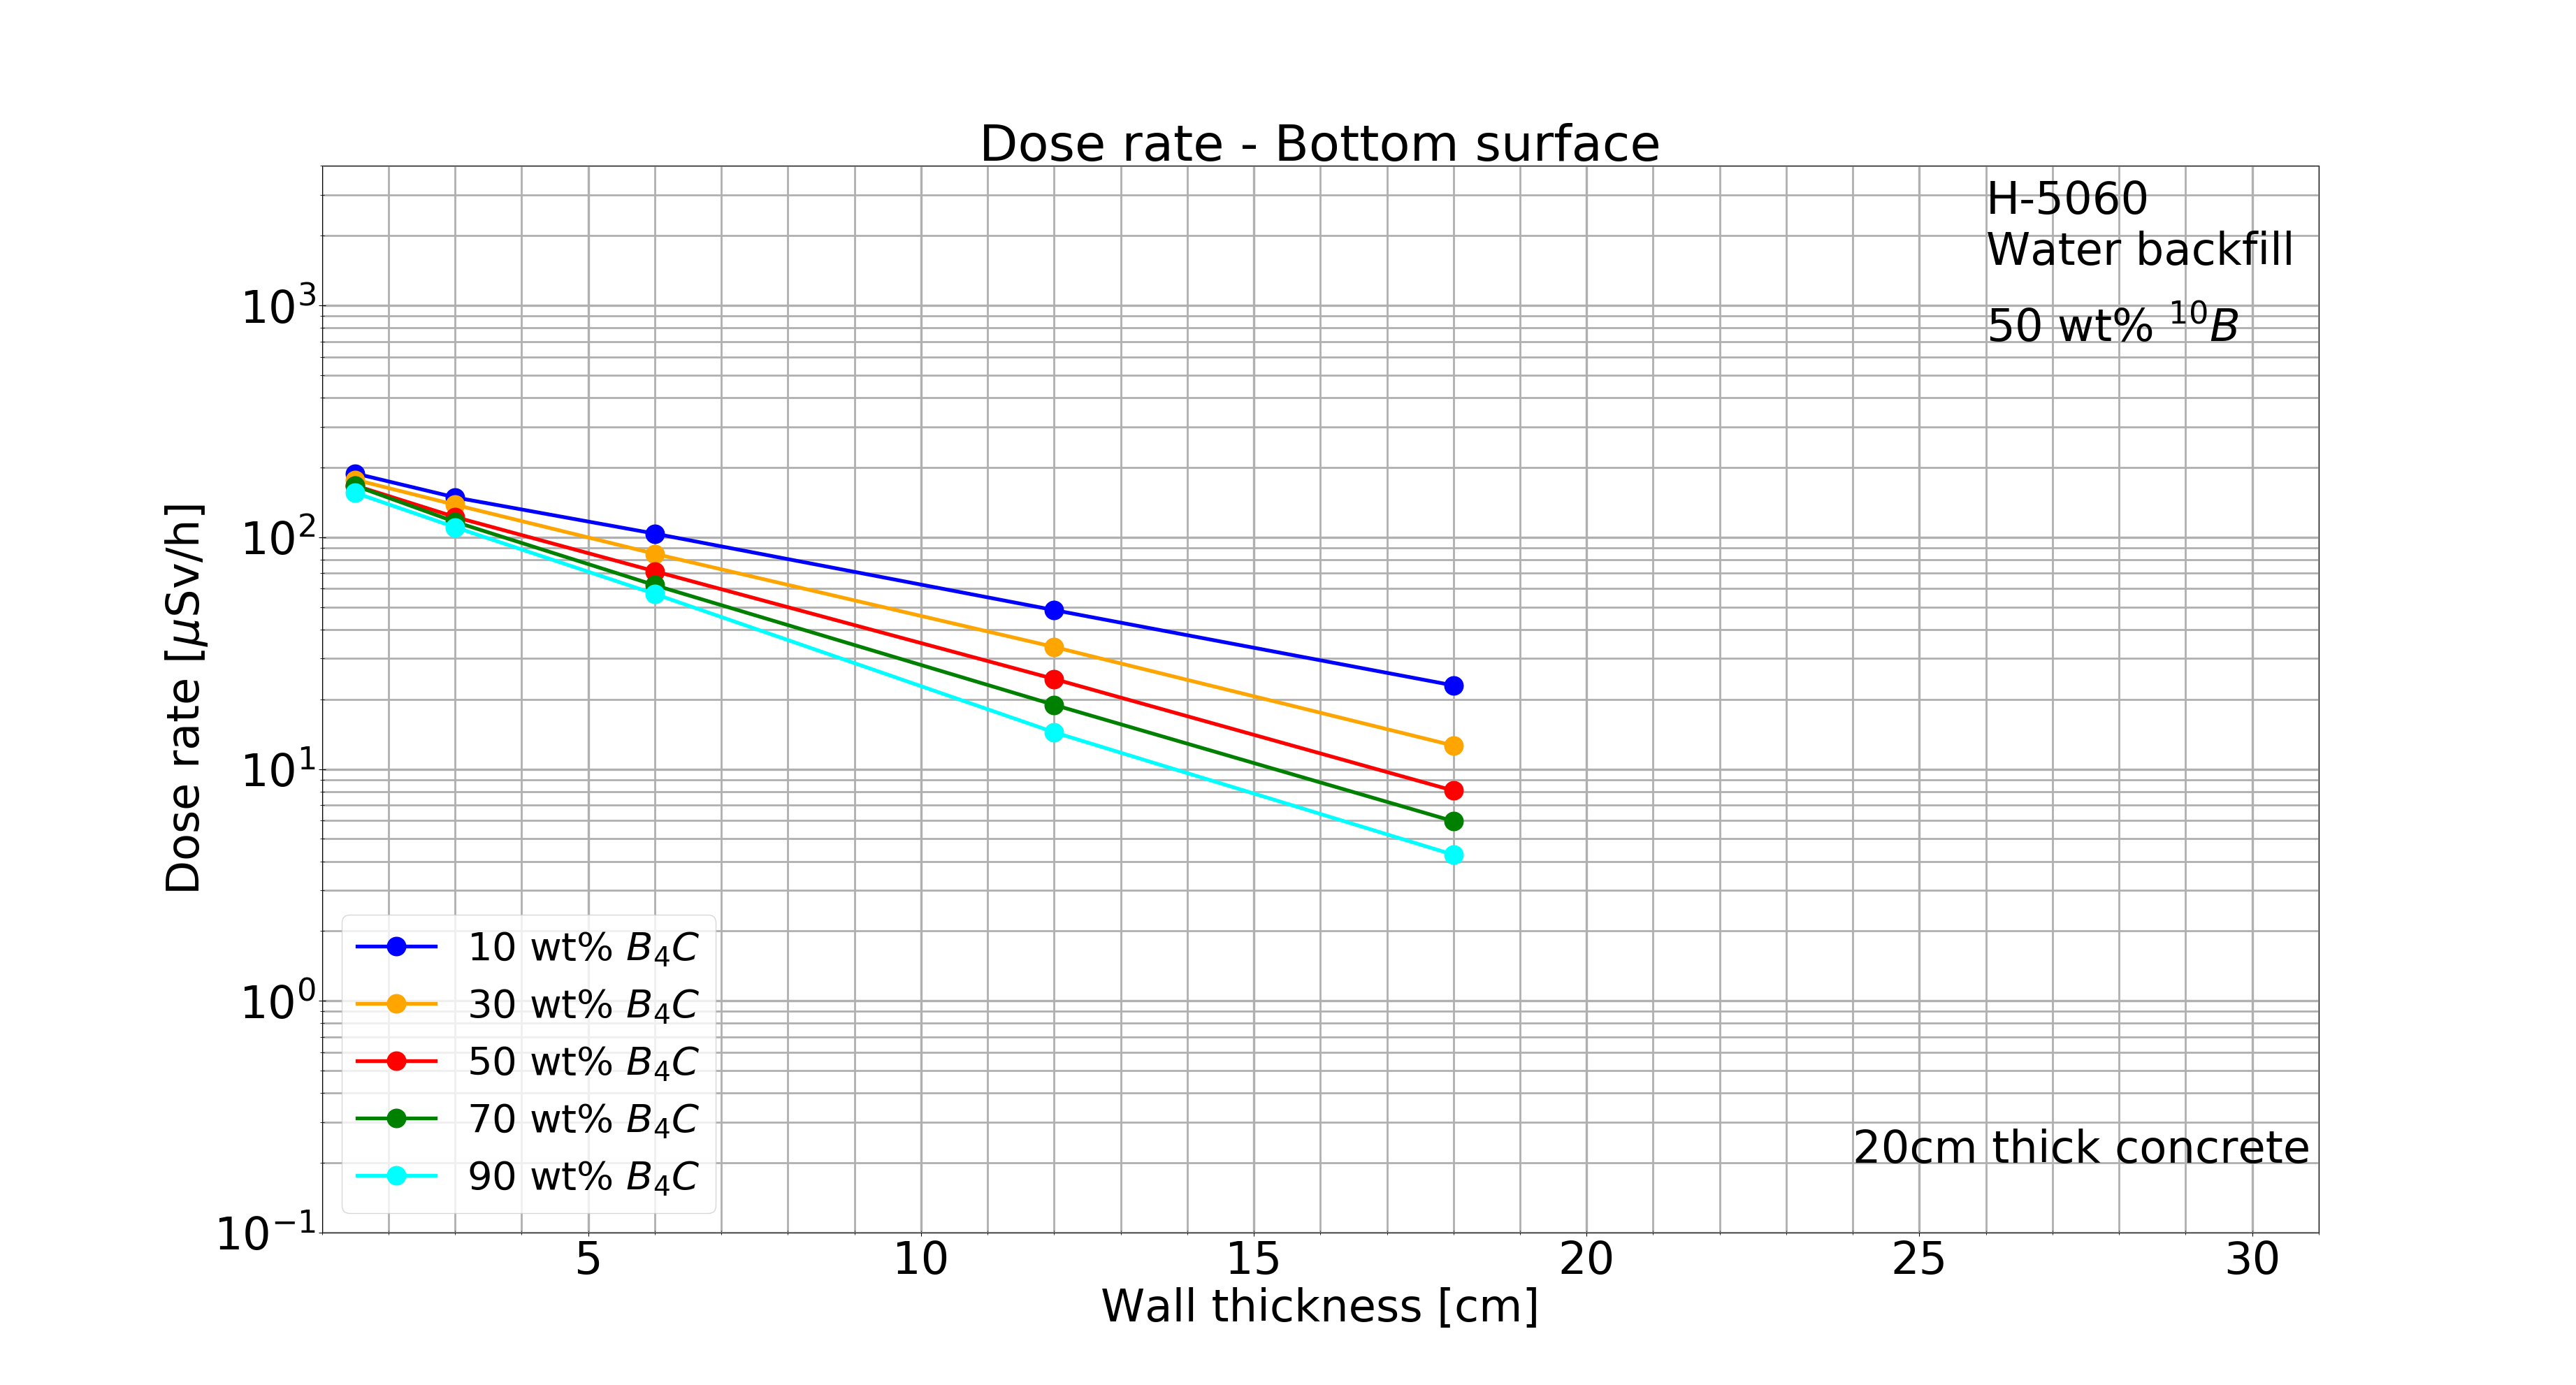 Dose rate - Bottom surface
H-5060
Water backfill
50 wt% ¹⁰B
10³
10²
10¹
10⁰
10⁻¹
Dose rate [μSv/h]
10 wt% B₄C
30 wt% B₄C
50 wt% B₄C
70 wt% B₄C
90 wt% B₄C
20cm thick concrete
5 10 15 20 25 30
Wall thickness [cm]